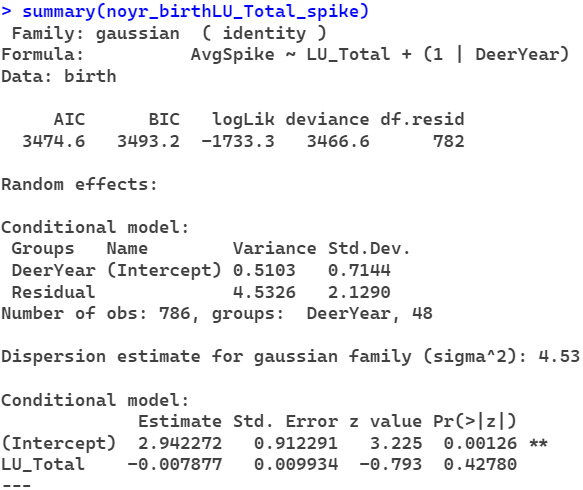 > summary(noyr_birthLU_Total_spike)
 Family: gaussian  ( identity )
Formula:          AvgSpike ~ LU_Total + (1 | DeerYear)
Data: birth

     AIC      BIC   logLik deviance df.resid
  3474.6   3493.2  -1733.3   3466.6      782

Random effects:

Conditional model:
 Groups   Name        Variance Std.Dev.
 DeerYear (Intercept) 0.5103   0.7144
 Residual             4.5326   2.1290
Number of obs: 786, groups:  DeerYear, 48

Dispersion estimate for gaussian family (sigma^2): 4.53

Conditional model:
             Estimate Std. Error z value Pr(>|z|)
(Intercept)  2.942272   0.912291   3.225  0.00126 **
LU_Total    -0.007877   0.009934  -0.793  0.42780
---